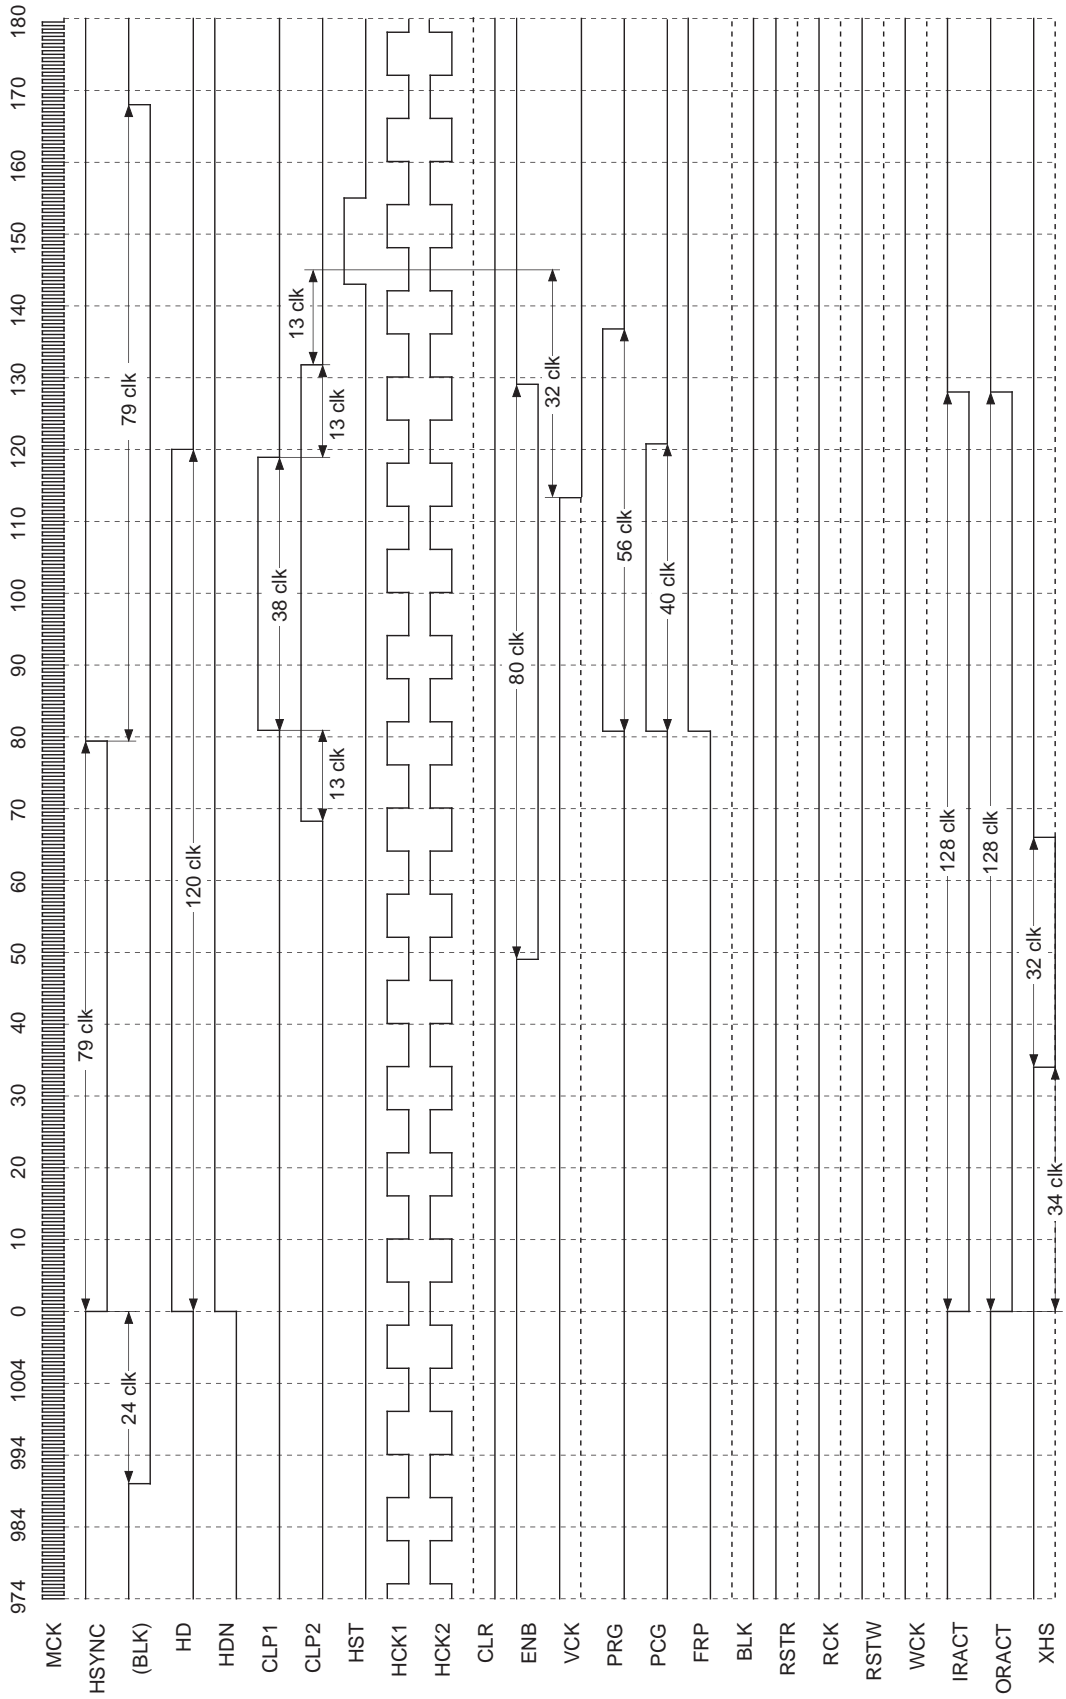 974 984 994 1004 0 10 20 30 40 50 60 70 80 90 100 110 120 130 140 150 160 170 180
MCK
HSYNC 79 clk
(BLK) 24 clk 79 clk
HD 120 clk
HDN
CLP1 38 clk
CLP2 13 clk 13 clk 13 clk
HST
HCK1
HCK2
CLR
ENB 80 clk
VCK 32 clk
PRG 56 clk
PCG 40 clk
FRP
BLK
RSTR
RCK
RSTW
WCK
IRACT 128 clk
ORACT 128 clk
XHS 34 clk 32 clk